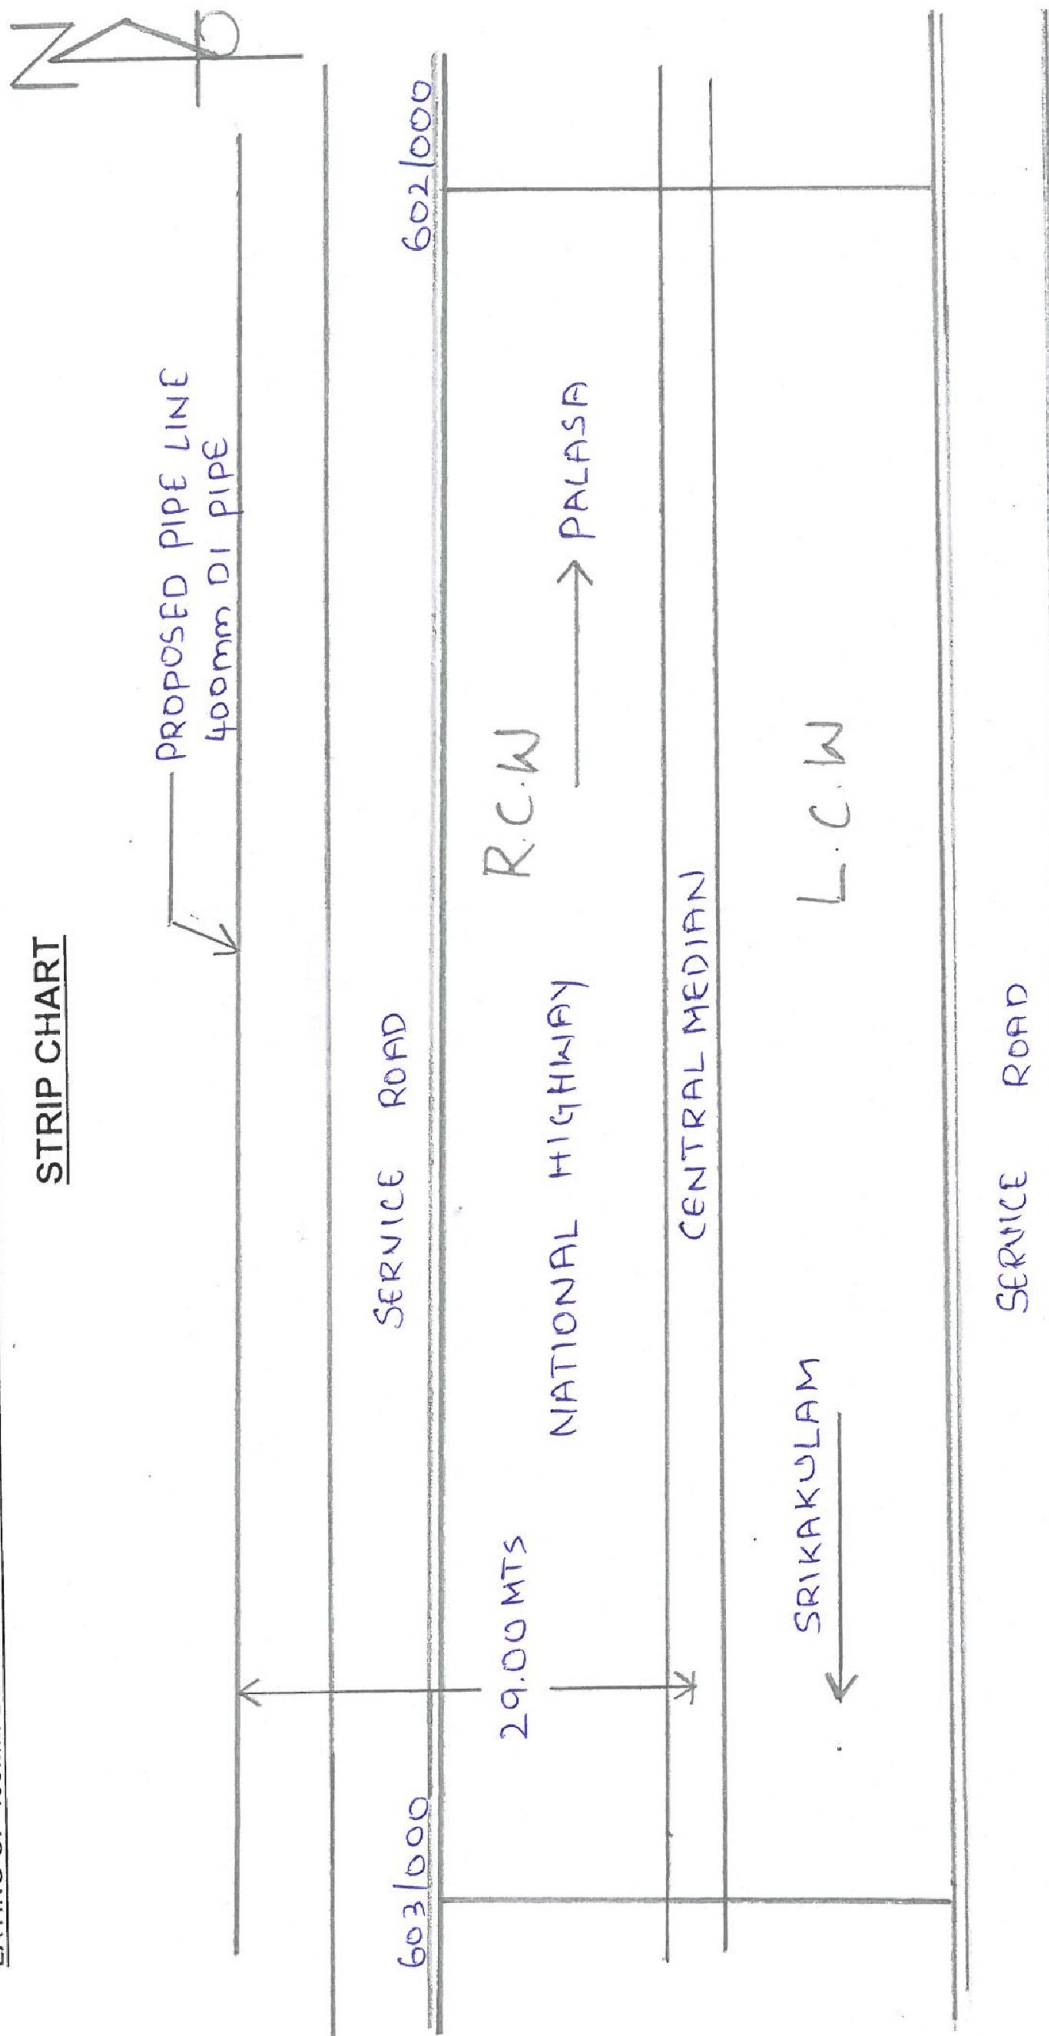 STRIP CHART
N
PROPOSED PIPE LINE
400mm DI PIPE
SERVICE ROAD
603/000
602/000
29.00 MTS
NATIONAL HIGHWAY
R.C.W
PALASA
CENTRAL MEDIAN
SRIKAKULAM
L.C.W
SERVICE ROAD